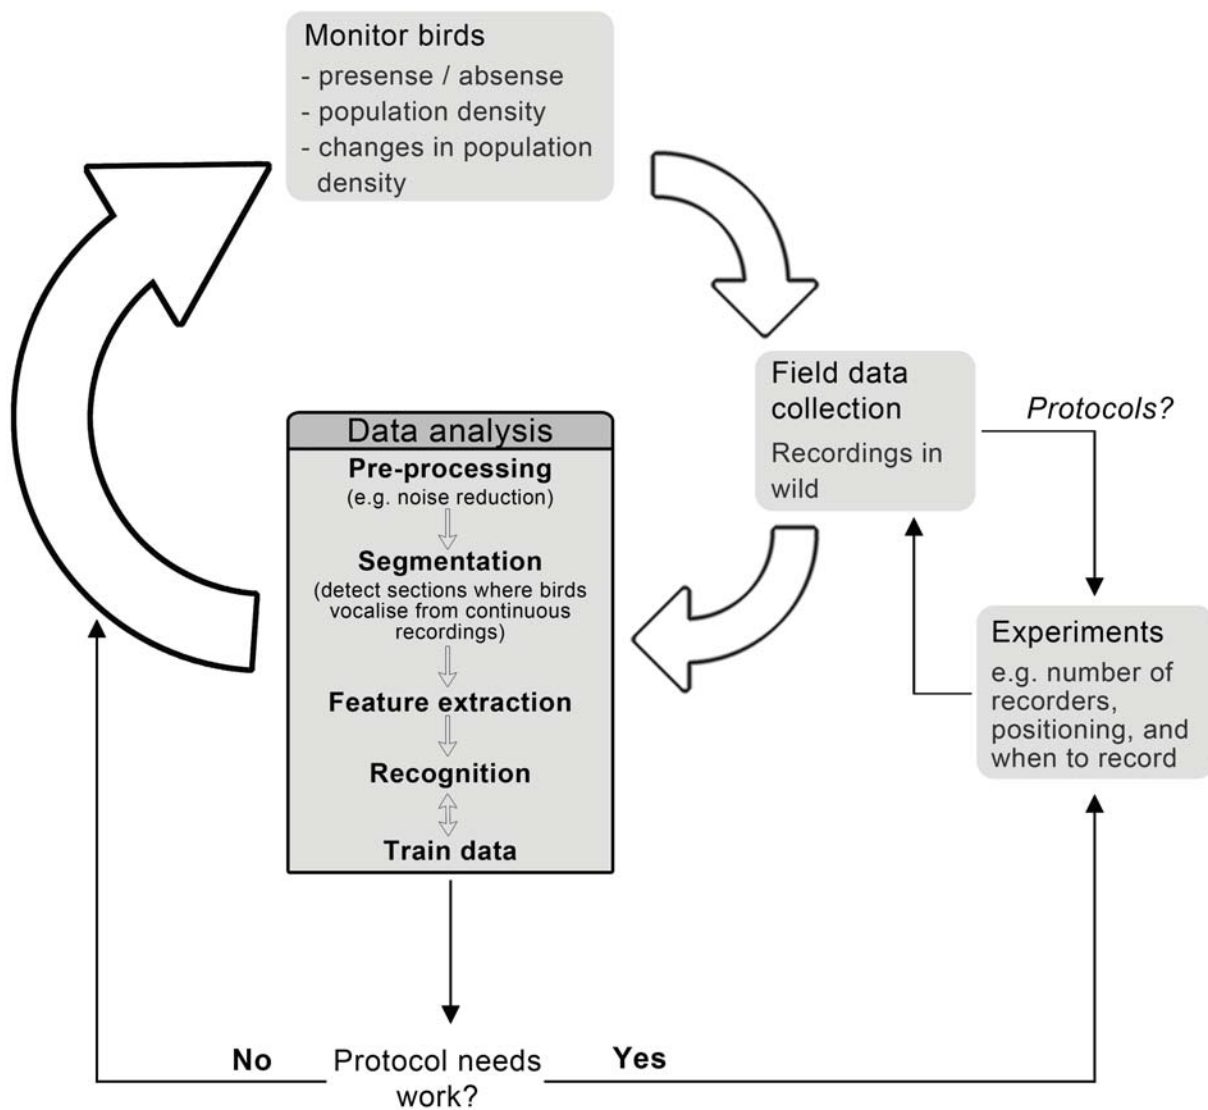 Monitor birds
- presense / absense
- population density
- changes in population
density
Field data
collection
Recordings in
wild
Protocols?
Experiments
e.g. number of
recorders,
positioning, and
when to record
Data analysis
Pre-processing
(e.g. noise reduction)
Segmentation
(detect sections where birds
vocalise from continuous
recordings)
Feature extraction
Recognition
Train data
No
Protocol needs
work?
Yes